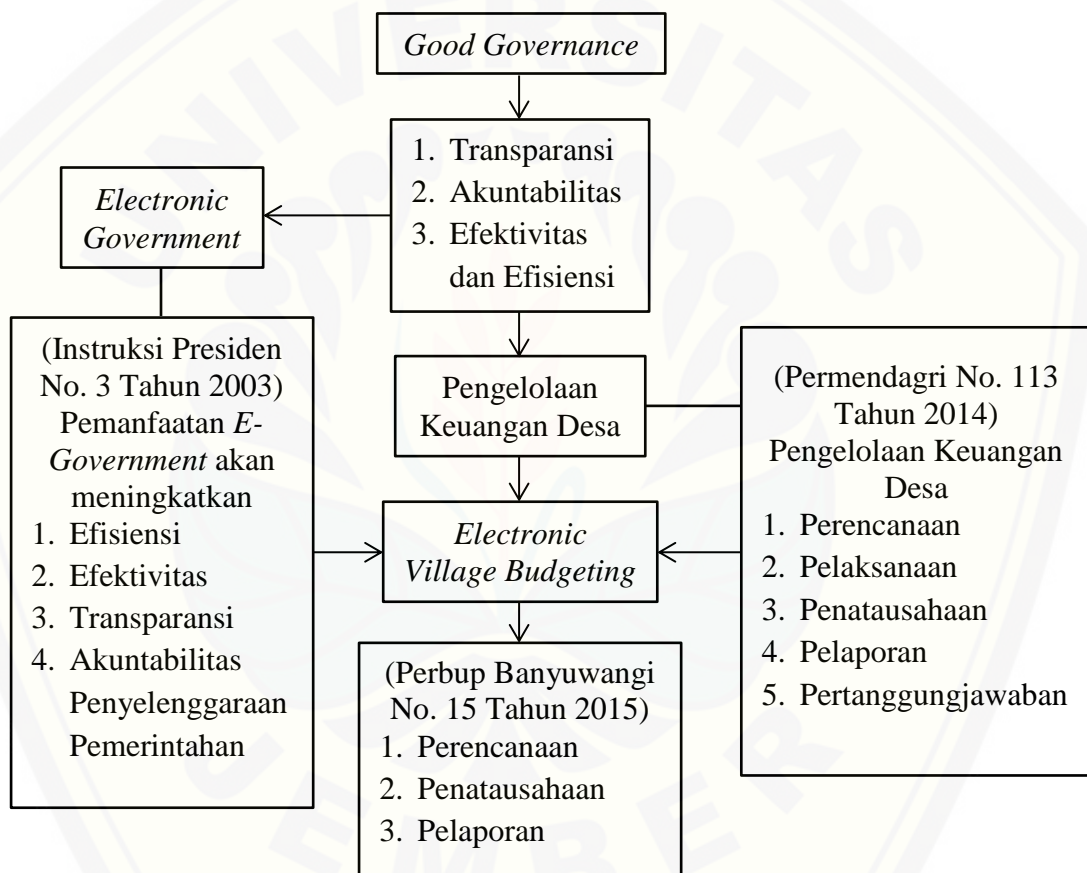 Good Governance
1. Transparansi
2. Akuntabilitas
3. Efektivitas
dan Efisiensi
Electronic
Government
(Instruksi Presiden
No. 3 Tahun 2003)
Pemanfaatan E-
Government akan
meningkatkan
1. Efisiensi
2. Efektivitas
3. Transparansi
4. Akuntabilitas
Penyelenggaraan
Pemerintahan
Pengelolaan
Keuangan Desa
(Permendagri No. 113
Tahun 2014)
Pengelolaan Keuangan
Desa
1. Perencanaan
2. Pelaksanaan
3. Penatausahaan
4. Pelaporan
5. Pertanggungjawaban
Electronic
Village Budgeting
(Perbup Banyuwangi
No. 15 Tahun 2015)
1. Perencanaan
2. Penatausahaan
3. Pelaporan
UNIVERSITAS
JEMBER